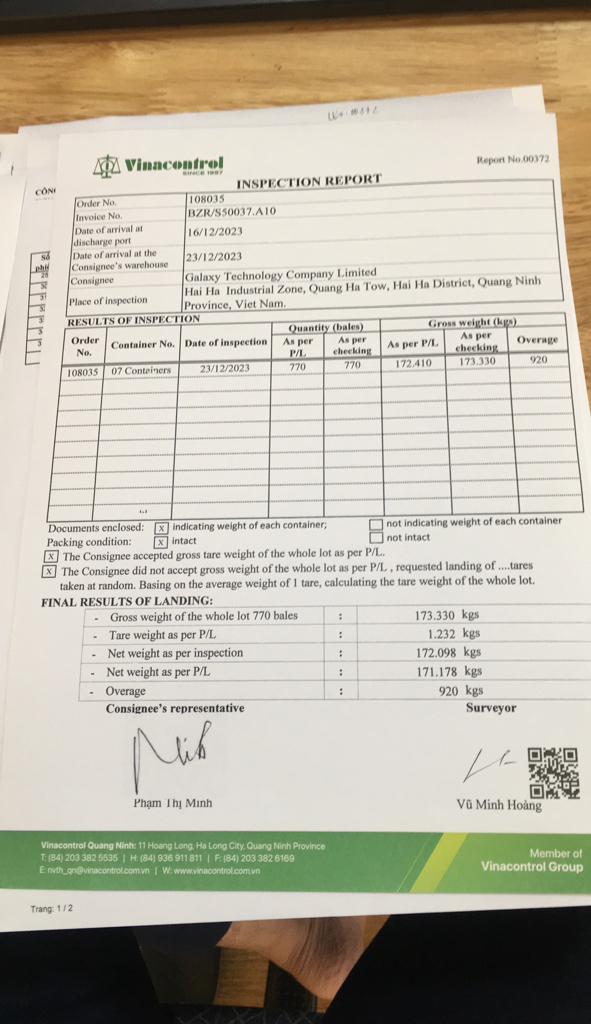 Vinacontrol
SINCE 1957
Report No.00372
INSPECTION REPORT
Order No. 108035
Invoice No. BZR/S50037.A10
Date of arrival at discharge port 16/12/2023
Date of arrival at the Consignee's warehouse 23/12/2023
Consignee Galaxy Technology Company Limited
Place of inspection Hai Ha Industrial Zone, Quang Ha Tow, Hai Ha District, Quang Ninh Province, Viet Nam.
RESULTS OF INSPECTION
Order No. Container No. Date of inspection Quantity (bales) Gross weight (kgs)
As per P/L As per checking As per P/L As per checking Overage
108035 07 Containers 23/12/2023 770 770 172.410 173.330 920
Documents enclosed: x indicating weight of each container; not indicating weight of each container
Packing condition: x intact not intact
x The Consignee accepted gross tare weight of the whole lot as per P/L.
x The Consignee did not accept gross weight of the whole lot as per P/L , requested landing of ....tares
taken at random. Basing on the average weight of 1 tare, calculating the tare weight of the whole lot.
FINAL RESULTS OF LANDING:
- Gross weight of the whole lot 770 bales : 173.330 kgs
- Tare weight as per P/L : 1.232 kgs
- Net weight as per inspection : 172.098 kgs
- Net weight as per P/L : 171.178 kgs
- Overage : 920 kgs
Consignee's representative Surveyor
Phạm Thị Minh Vũ Minh Hoàng
Vinacontrol Quang Ninh: 11 Hoang Long, Ha Long City, Quang Ninh Province
T: (84) 203 382 5535 | H: (84) 936 911 811 | F: (84) 203 382 6169
E: nvth_qn@vinacontrol.com.vn | W: www.vinacontrol.com.vn
Member of
Vinacontrol Group
Trang: 1 / 2